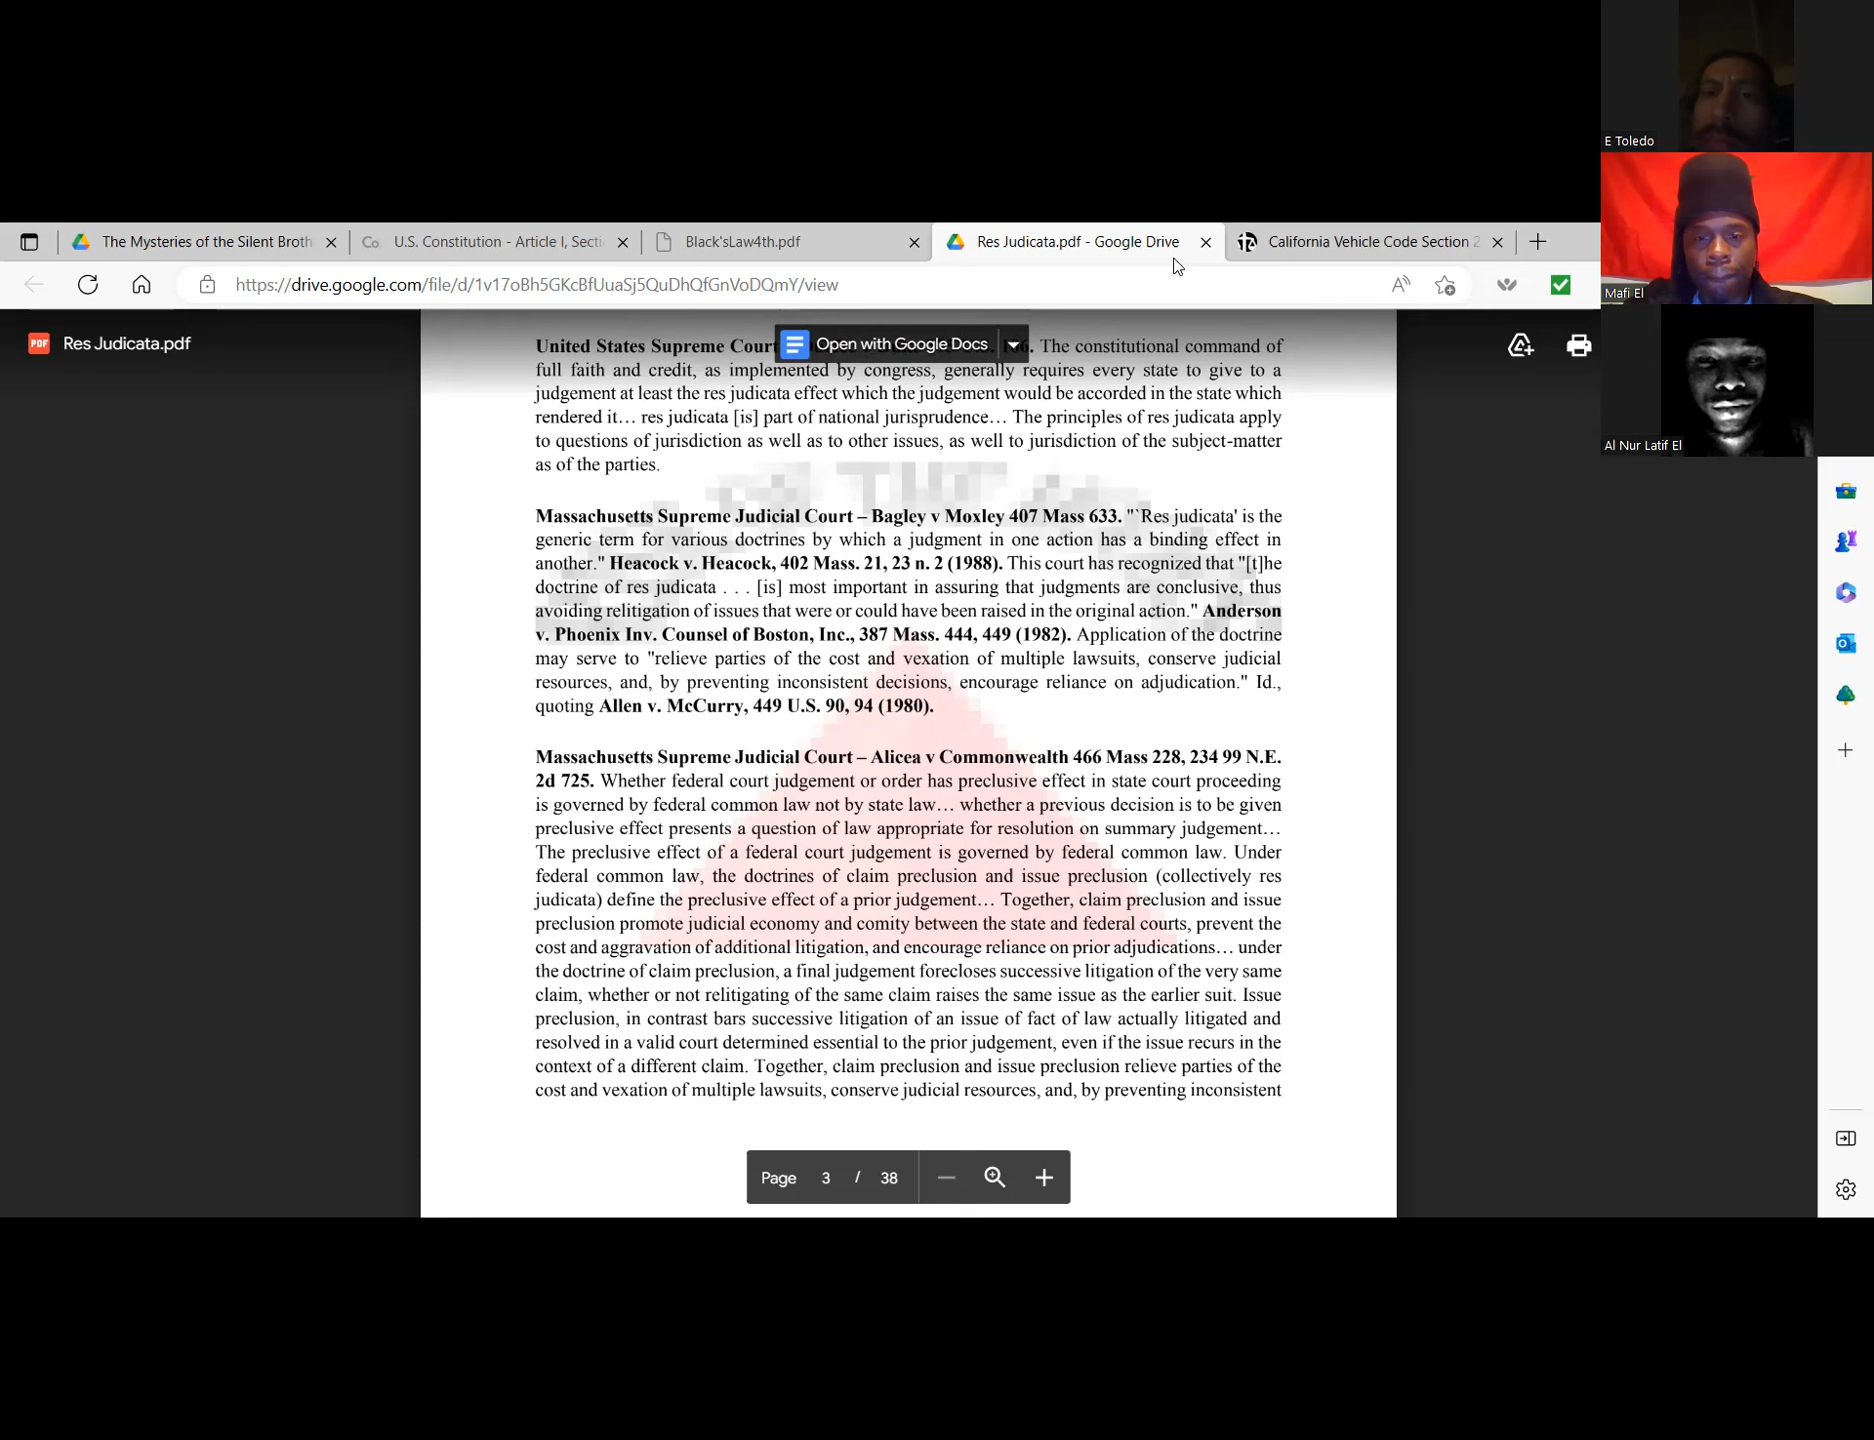 E Toledo
Mafi El
Al Nur Latif El
The Mysteries of the Silent Broth
Co
U.S. Constitution - Article I, Secti
Black'sLaw4th.pdf
Res Judicata.pdf - Google Drive
California Vehicle Code Section 2
https://drive.google.com/file/d/1v17oBh5GKcBfUuaSj5QuDhQfGnVoDQmY/view
PDF
Res Judicata.pdf
Open with Google Docs
United States Supreme Court 6. The constitutional command of
full faith and credit, as implemented by congress, generally requires every state to give to a
judgement at least the res judicata effect which the judgement would be accorded in the state which
rendered it… res judicata [is] part of national jurisprudence… The principles of res judicata apply
to questions of jurisdiction as well as to other issues, as well to jurisdiction of the subject-matter
as of the parties.
Massachusetts Supreme Judicial Court – Bagley v Moxley 407 Mass 633. "`Res judicata' is the
generic term for various doctrines by which a judgment in one action has a binding effect in
another." Heacock v. Heacock, 402 Mass. 21, 23 n. 2 (1988). This court has recognized that "[t]he
doctrine of res judicata . . . [is] most important in assuring that judgments are conclusive, thus
avoiding relitigation of issues that were or could have been raised in the original action." Anderson
v. Phoenix Inv. Counsel of Boston, Inc., 387 Mass. 444, 449 (1982). Application of the doctrine
may serve to "relieve parties of the cost and vexation of multiple lawsuits, conserve judicial
resources, and, by preventing inconsistent decisions, encourage reliance on adjudication." Id.,
quoting Allen v. McCurry, 449 U.S. 90, 94 (1980).
Massachusetts Supreme Judicial Court – Alicea v Commonwealth 466 Mass 228, 234 99 N.E.
2d 725. Whether federal court judgement or order has preclusive effect in state court proceeding
is governed by federal common law not by state law… whether a previous decision is to be given
preclusive effect presents a question of law appropriate for resolution on summary judgement…
The preclusive effect of a federal court judgement is governed by federal common law. Under
federal common law, the doctrines of claim preclusion and issue preclusion (collectively res
judicata) define the preclusive effect of a prior judgement… Together, claim preclusion and issue
preclusion promote judicial economy and comity between the state and federal courts, prevent the
cost and aggravation of additional litigation, and encourage reliance on prior adjudications… under
the doctrine of claim preclusion, a final judgement forecloses successive litigation of the very same
claim, whether or not relitigating of the same claim raises the same issue as the earlier suit. Issue
preclusion, in contrast bars successive litigation of an issue of fact of law actually litigated and
resolved in a valid court determined essential to the prior judgement, even if the issue recurs in the
context of a different claim. Together, claim preclusion and issue preclusion relieve parties of the
cost and vexation of multiple lawsuits, conserve judicial resources, and, by preventing inconsistent
Page 3 / 38